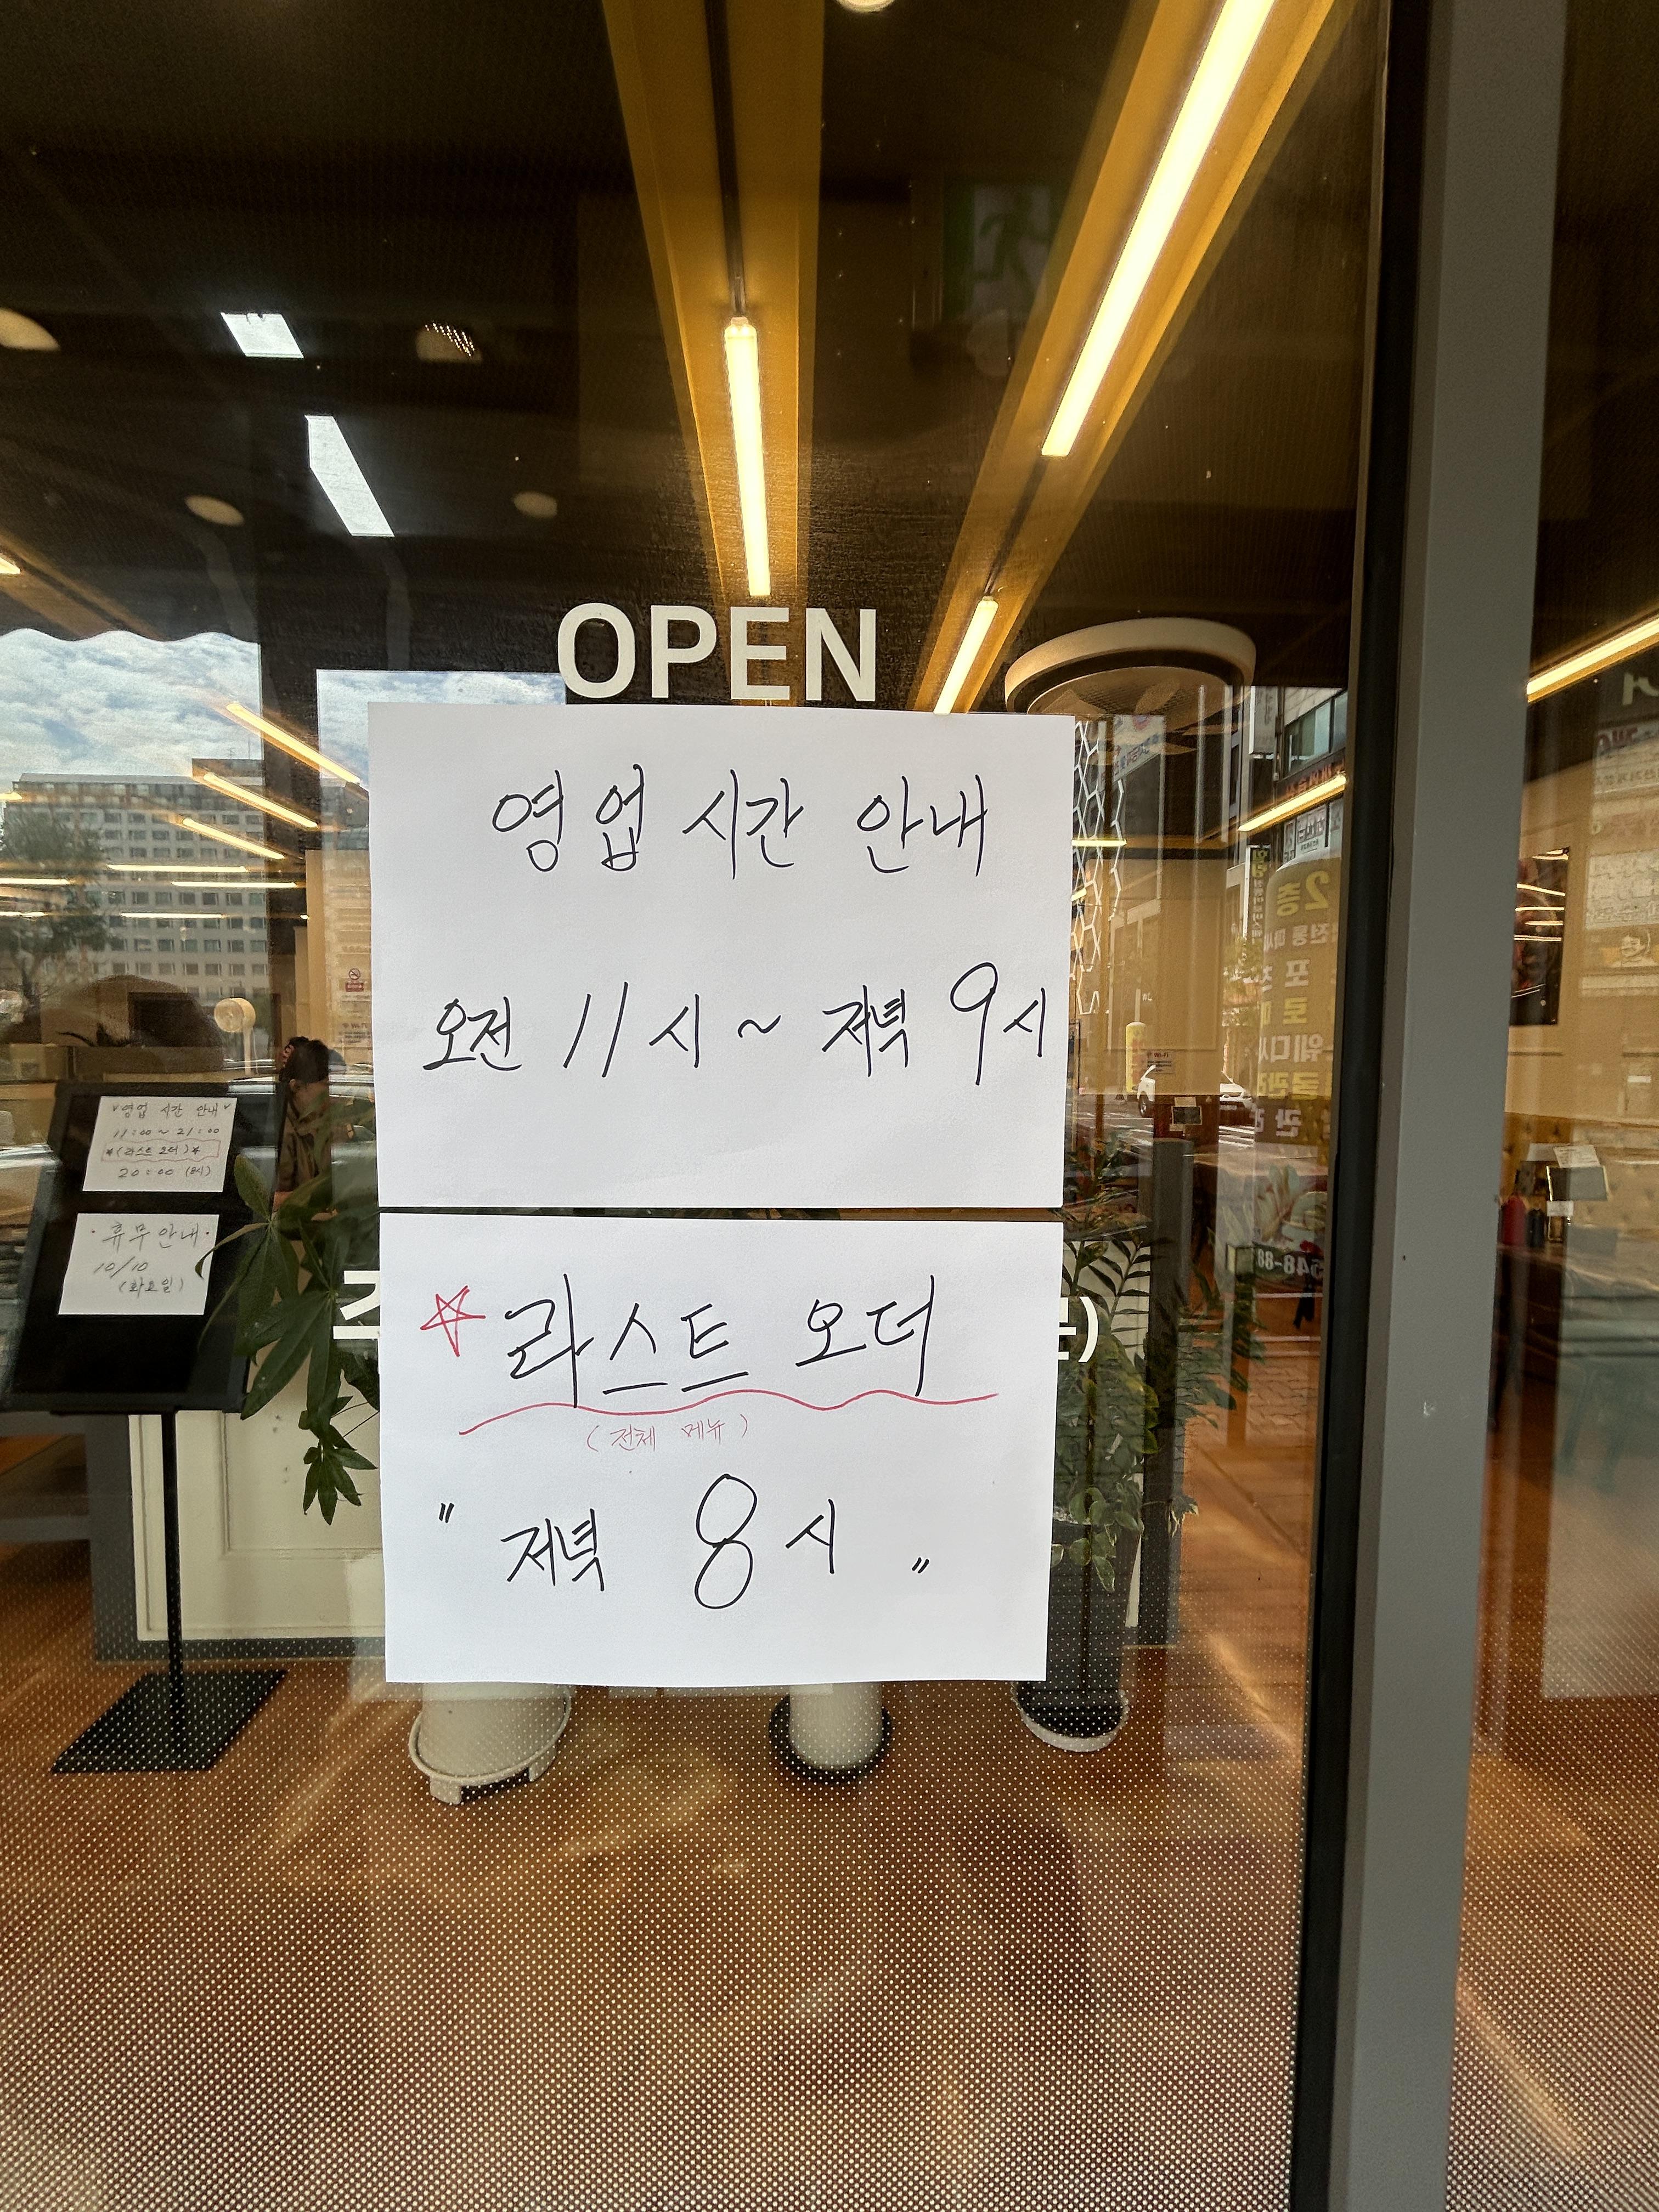 OPEN
영업 시간 안내
오전 11시 ~ 저녁 9시
☆ 라스트 오더
(전체 메뉴)
" 저녁 8시 "
"영업 시간 안내"
11:00 ~ 21:00
*(라스트 오더)*
20:00 (8시)
·휴무안내·
10/10
(화요일)